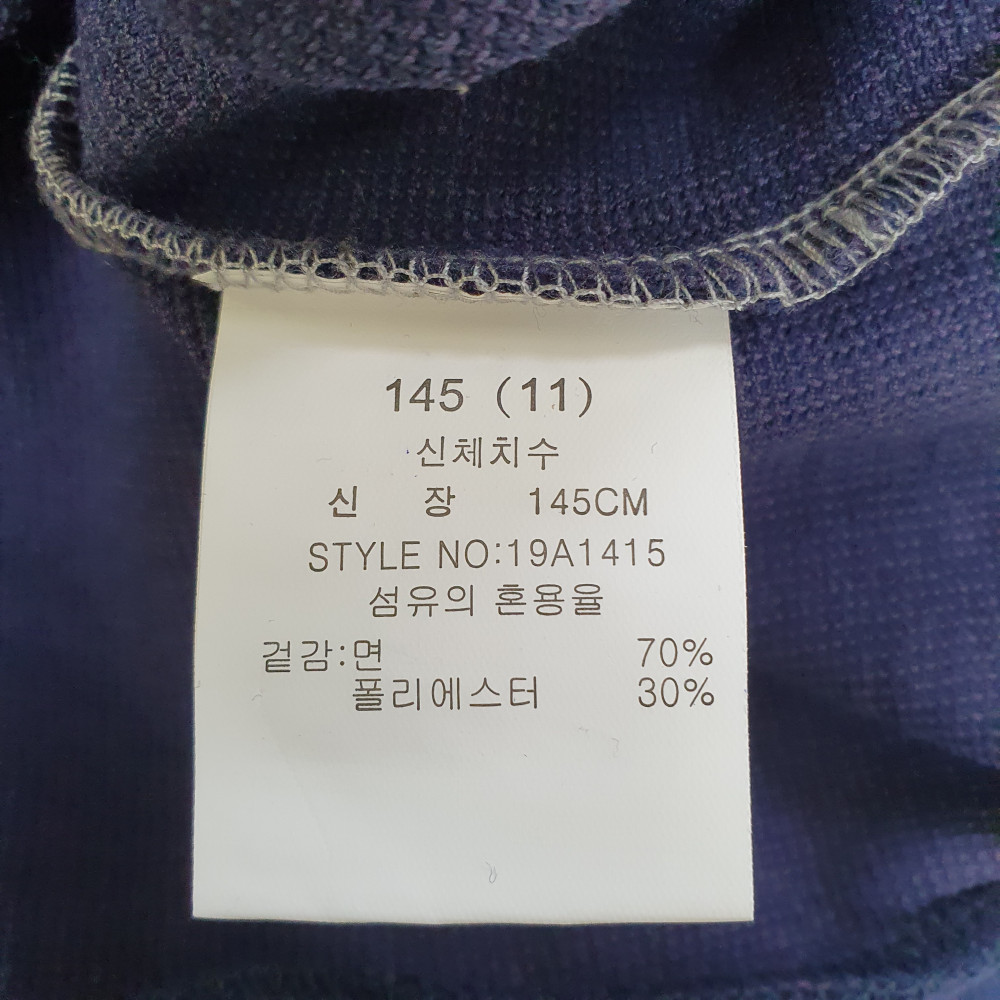 145 (11)
신체치수
신 장 145CM
STYLE NO:19A1415
섬유의 혼용율
겉감:면 70%
폴리에스터 30%